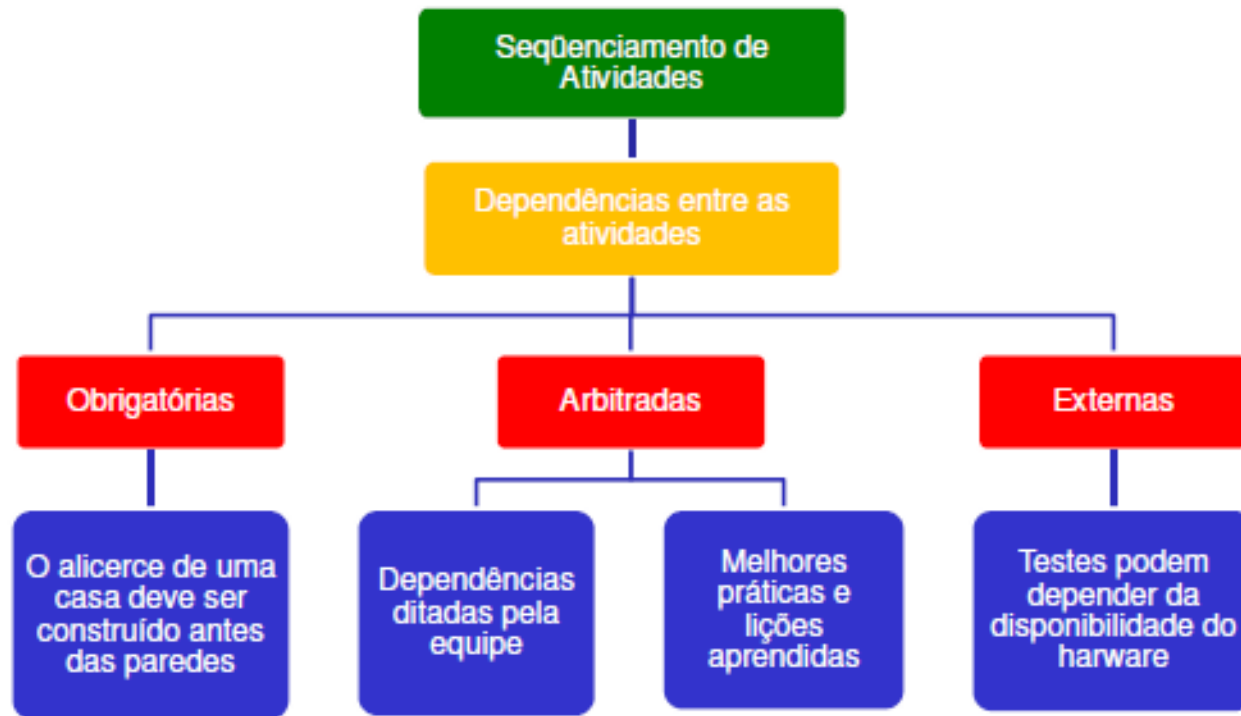 Seqüenciamento de
Atividades
Dependências entre as
atividades
Obrigatórias
Arbitradas
Externas
O alicerce de uma
casa deve ser
construído antes
das paredes
Dependências
ditadas pela
equipe
Melhores
práticas e
lições
aprendidas
Testes podem
depender da
disponibilidade do
harware